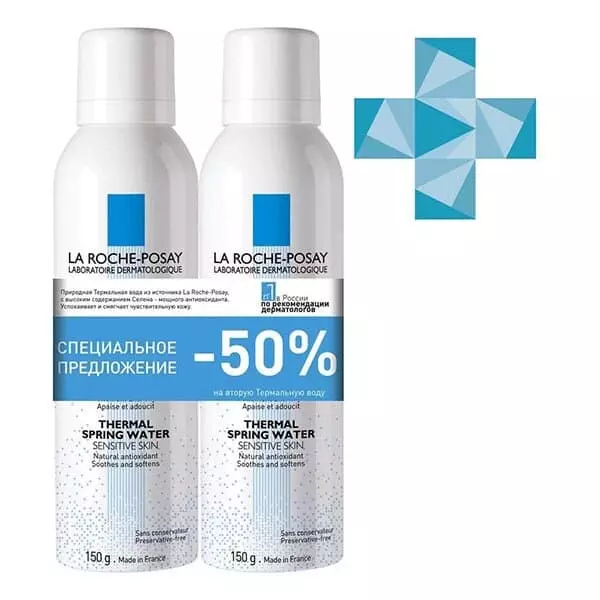 LA ROCHE-POSAY
LABORATOIRE DERMATOLOGIQUE
LA ROCHE-POSAY
LABORATOIRE DERMATOLOGIQUE
Природная Термальная вода из источника La Roche-Posay,
с высоким содержанием Селена - мощного антиоксиданта.
Успокаивает и смягчает чувствительную кожу.
№1
в России
по рекомендации
дерматологов
СПЕЦИАЛЬНОЕ
ПРЕДЛОЖЕНИЕ
-50%
на вторую Термальную воду
Apaise et adoucit
THERMAL
SPRING WATER
SENSITIVE SKIN
Natural antioxidant
Soothes and softens
Sans conservateur
Preservative-free
150 g . Made in France
Apaise et adoucit
THERMAL
SPRING WATER
SENSITIVE SKIN
Natural antioxidant
Soothes and softens
Sans conservateur
Preservative-free
150 g . Made in France